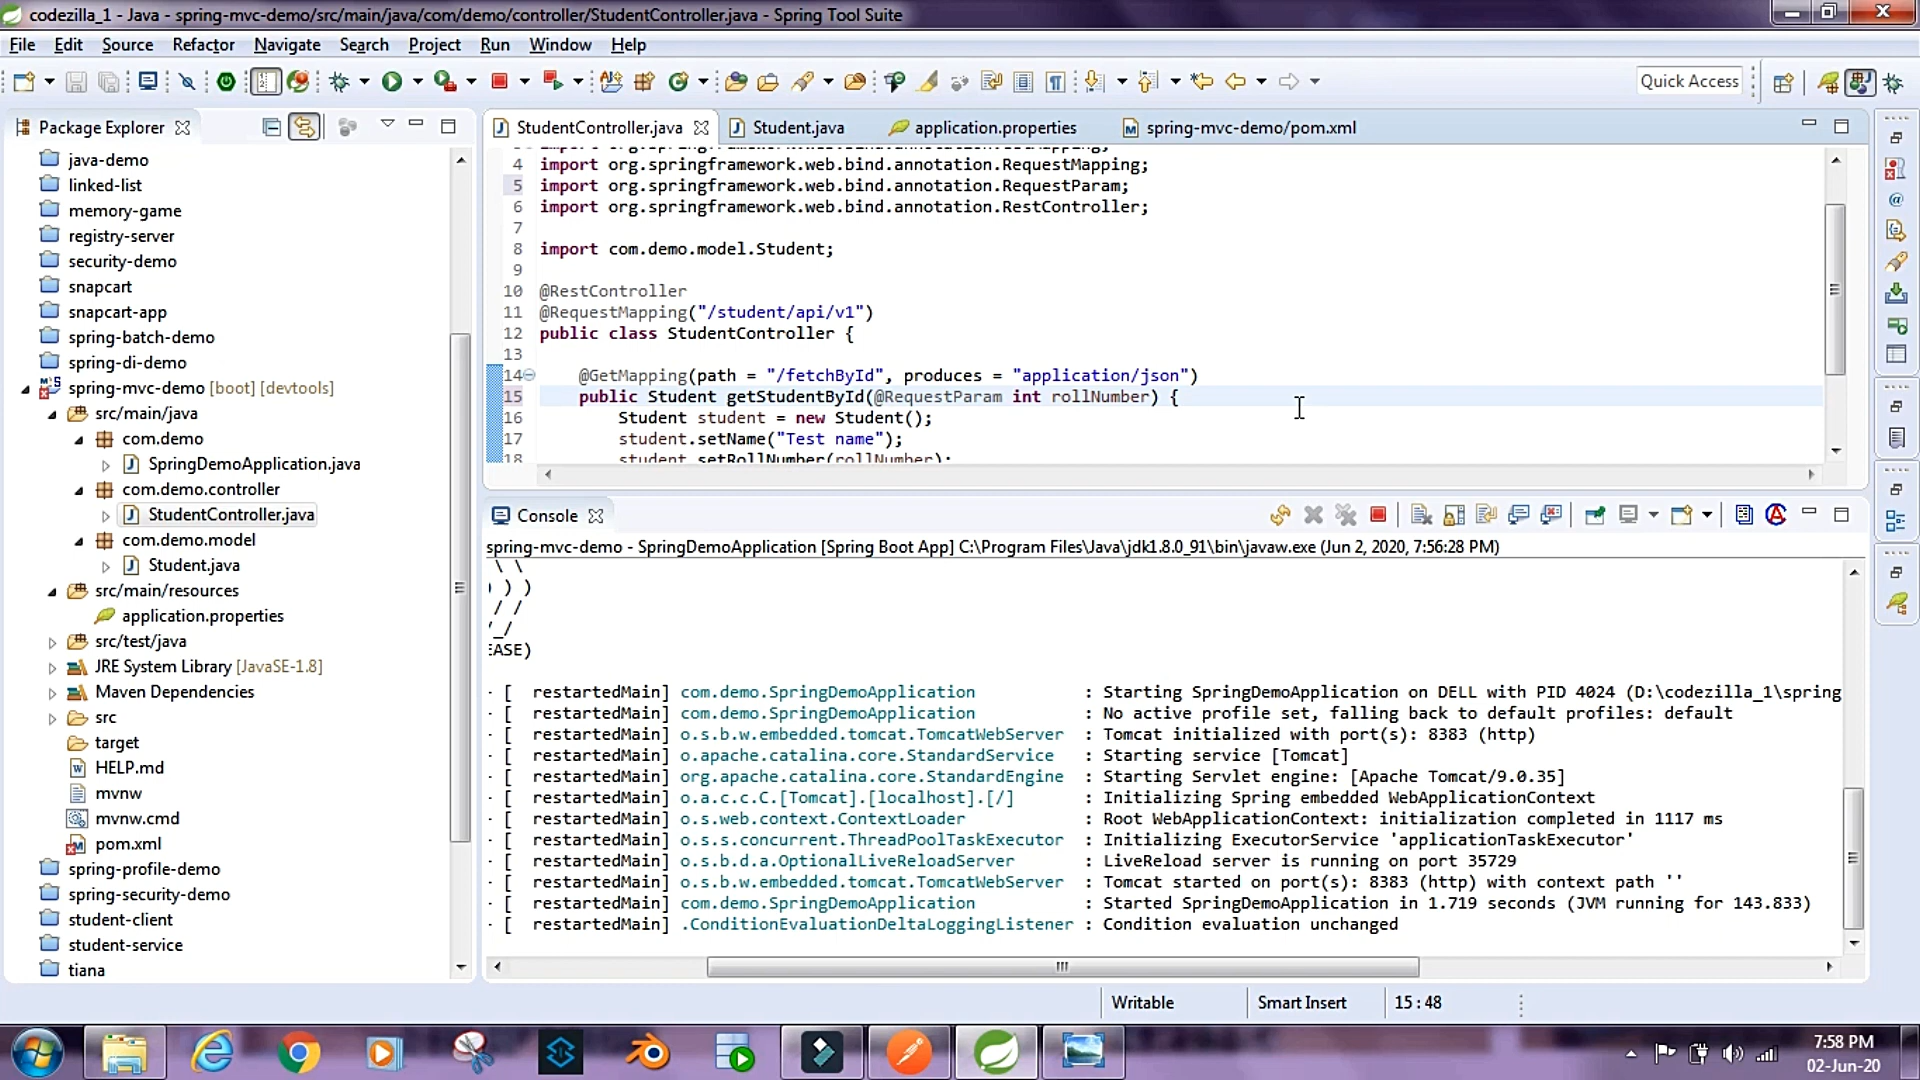 codezilla_1 - Java - spring-mvc-demo/src/main/java/com/demo/controller/StudentController.java - Spring Tool Suite
File Edit Source Refactor Navigate Search Project Run Window Help
Quick Access
Package Explorer
java-demo
linked-list
memory-game
registry-server
security-demo
snapcart
snapcart-app
spring-batch-demo
spring-di-demo
spring-mvc-demo [boot] [devtools]
src/main/java
com.demo
SpringDemoApplication.java
com.demo.controller
StudentController.java
com.demo.model
Student.java
src/main/resources
application.properties
src/test/java
JRE System Library [JavaSE-1.8]
Maven Dependencies
src
target
HELP.md
mvnw
mvnw.cmd
pom.xml
spring-profile-demo
spring-security-demo
student-client
student-service
tiana
StudentController.java Student.java application.properties spring-mvc-demo/pom.xml
4 import org.springframework.web.bind.annotation.RequestMapping;
5 import org.springframework.web.bind.annotation.RequestParam;
6 import org.springframework.web.bind.annotation.RestController;
7
8 import com.demo.model.Student;
9
10 @RestController
11 @RequestMapping("/student/api/v1")
12 public class StudentController {
13
14 @GetMapping(path = "/fetchById", produces = "application/json")
15 public Student getStudentById(@RequestParam int rollNumber) {
16 Student student = new Student();
17 student.setName("Test name");
18 student.setRollNumber(rollNumber);
Console
spring-mvc-demo - SpringDemoApplication [Spring Boot App] C:\Program Files\Java\jdk1.8.0_91\bin\javaw.exe (Jun 2, 2020, 7:56:28 PM)
\ \
) ) )
/ /
_/
EASE)
- [ restartedMain] com.demo.SpringDemoApplication : Starting SpringDemoApplication on DELL with PID 4024 (D:\codezilla_1\spring
- [ restartedMain] com.demo.SpringDemoApplication : No active profile set, falling back to default profiles: default
- [ restartedMain] o.s.b.w.embedded.tomcat.TomcatWebServer : Tomcat initialized with port(s): 8383 (http)
- [ restartedMain] o.apache.catalina.core.StandardService : Starting service [Tomcat]
- [ restartedMain] org.apache.catalina.core.StandardEngine : Starting Servlet engine: [Apache Tomcat/9.0.35]
- [ restartedMain] o.a.c.c.C.[Tomcat].[localhost].[/] : Initializing Spring embedded WebApplicationContext
- [ restartedMain] o.s.web.context.ContextLoader : Root WebApplicationContext: initialization completed in 1117 ms
- [ restartedMain] o.s.s.concurrent.ThreadPoolTaskExecutor : Initializing ExecutorService 'applicationTaskExecutor'
- [ restartedMain] o.s.b.d.a.OptionalLiveReloadServer : LiveReload server is running on port 35729
- [ restartedMain] o.s.b.w.embedded.tomcat.TomcatWebServer : Tomcat started on port(s): 8383 (http) with context path ''
- [ restartedMain] com.demo.SpringDemoApplication : Started SpringDemoApplication in 1.719 seconds (JVM running for 143.833)
- [ restartedMain] .ConditionEvaluationDeltaLoggingListener : Condition evaluation unchanged
Writable Smart Insert 15 : 48
7:58 PM
02-Jun-20